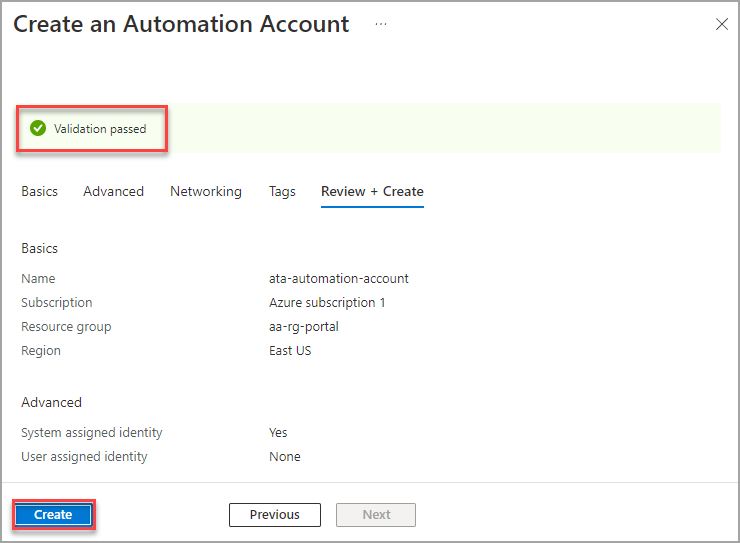 Create an Automation Account ...
Validation passed
Basics Advanced Networking Tags Review + Create
Basics
Name ata-automation-account
Subscription Azure subscription 1
Resource group aa-rg-portal
Region East US
Advanced
System assigned identity Yes
User assigned identity None
Create Previous Next